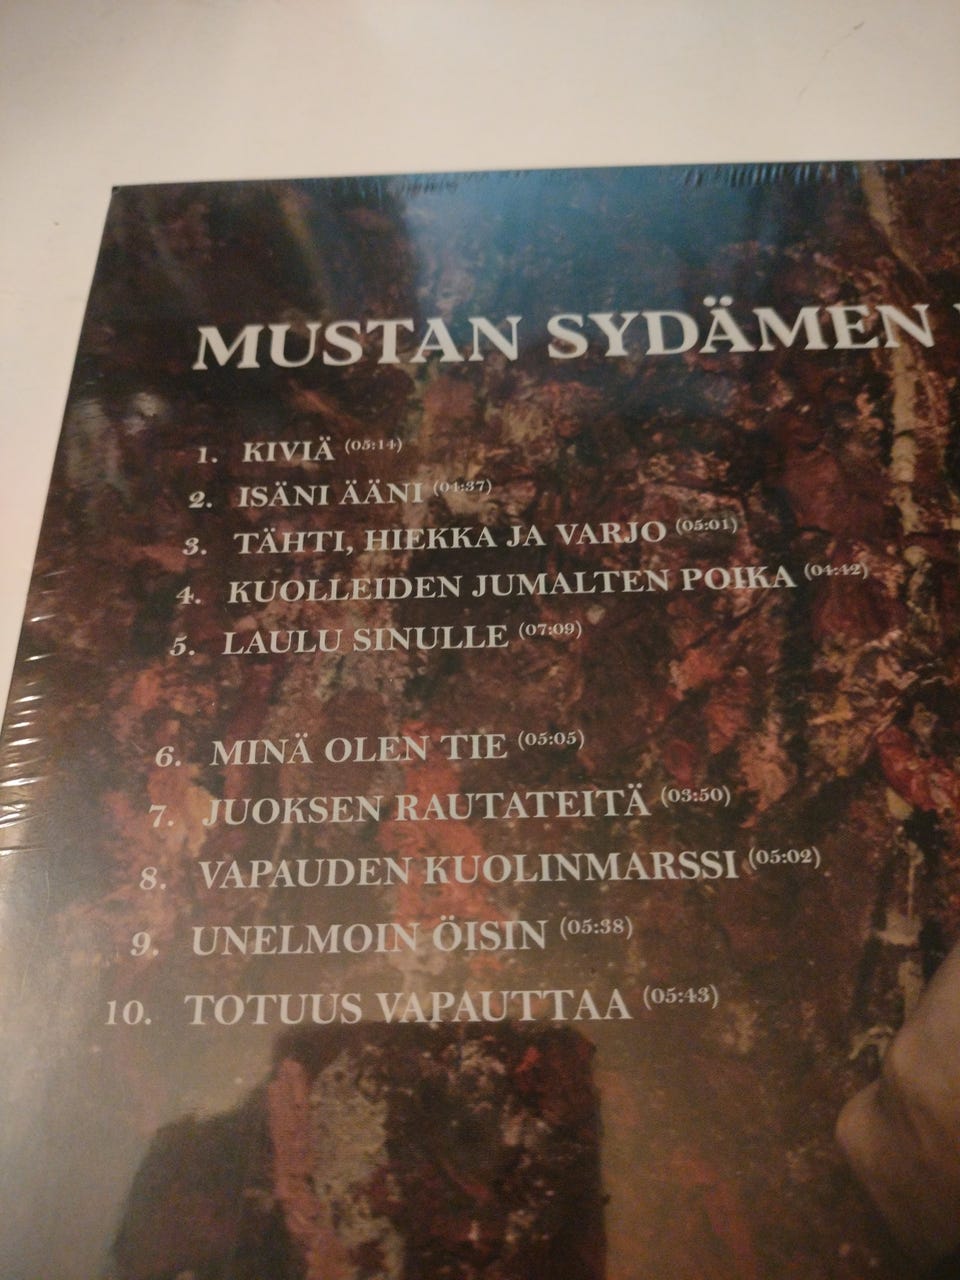 MUSTAN SYDÄMEN
1. KIVIÄ (05:14)
2. ISÄNI ÄÄNI (04:37)
3. TÄHTI, HIEKKA JA VARJO (05:01)
4. KUOLLEIDEN JUMALTEN POIKA (04:42)
5. LAULU SINULLE (07:09)
6. MINÄ OLEN TIE (05:05)
7. JUOKSEN RAUTATEITÄ (03:50)
8. VAPAUDEN KUOLINMARSSI (05:02)
9. UNELMOIN ÖISIN (05:38)
10. TOTUUS VAPAUTTAA (05:43)